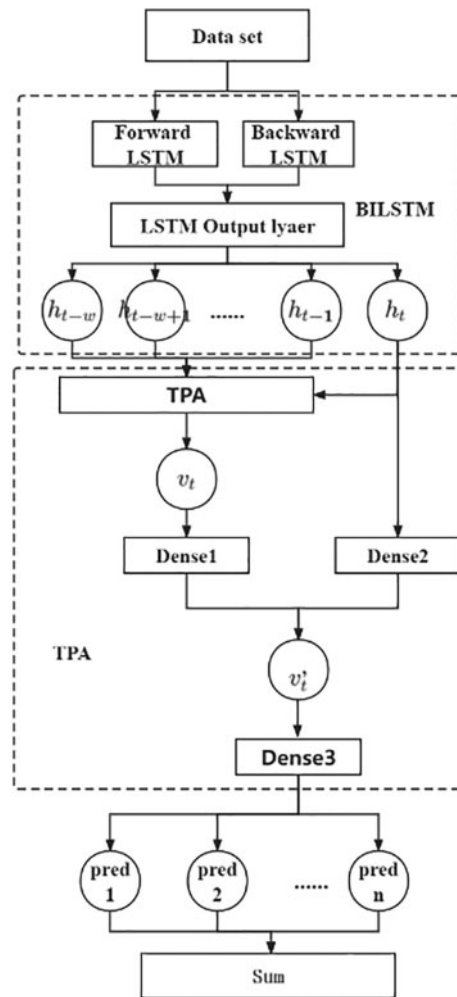 Data set
Forward Backward
LSTM LSTM
BILSTM
LSTM Output lyaer
h_{t-w} h_{t-w+1} ...... h_{t-1} h_t
TPA
v_t
Dense1 Dense2
TPA
v_t'
Dense3
pred pred pred
1 2 ...... n
Sum